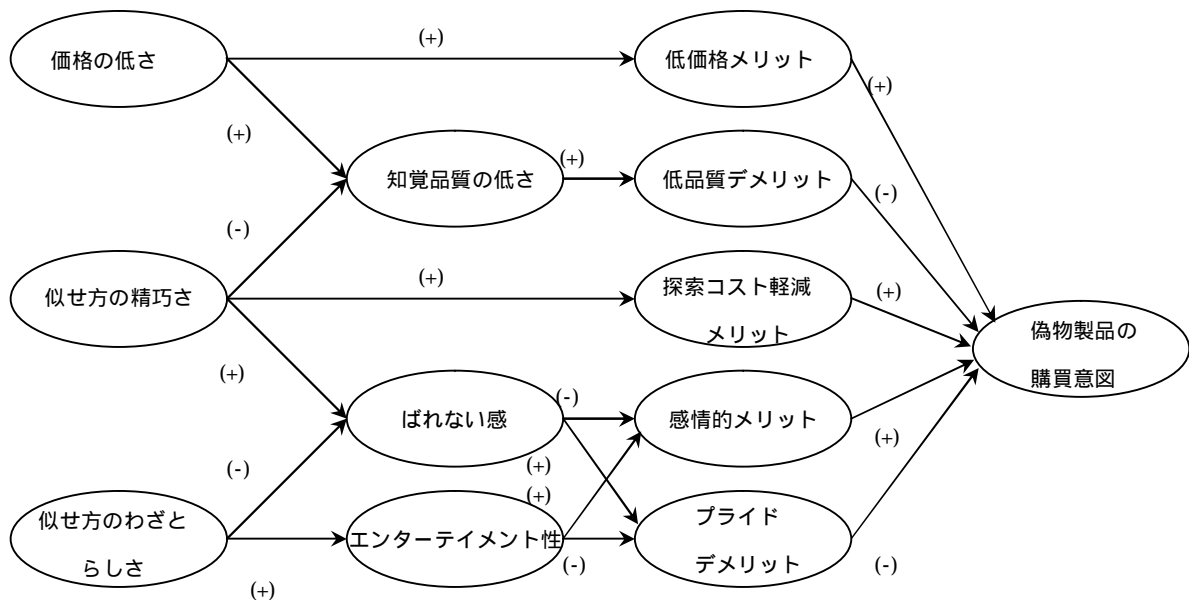 (+)
価格の低さ
低価格メリット
(+)
(+)
知覚品質の低さ
(+)
低品質デメリット
(-)
(-)
似せ方の精巧さ
(+)
探索コスト軽減
メリット
(+)
偽物製品の
購買意図
(+)
ばれない感
(-)
感情的メリット
(+)
(-)
(+)
(+)
似せ方のわざと
らしさ
エンターテイメント性
プライド
デメリット
(+)
(-)
(-)